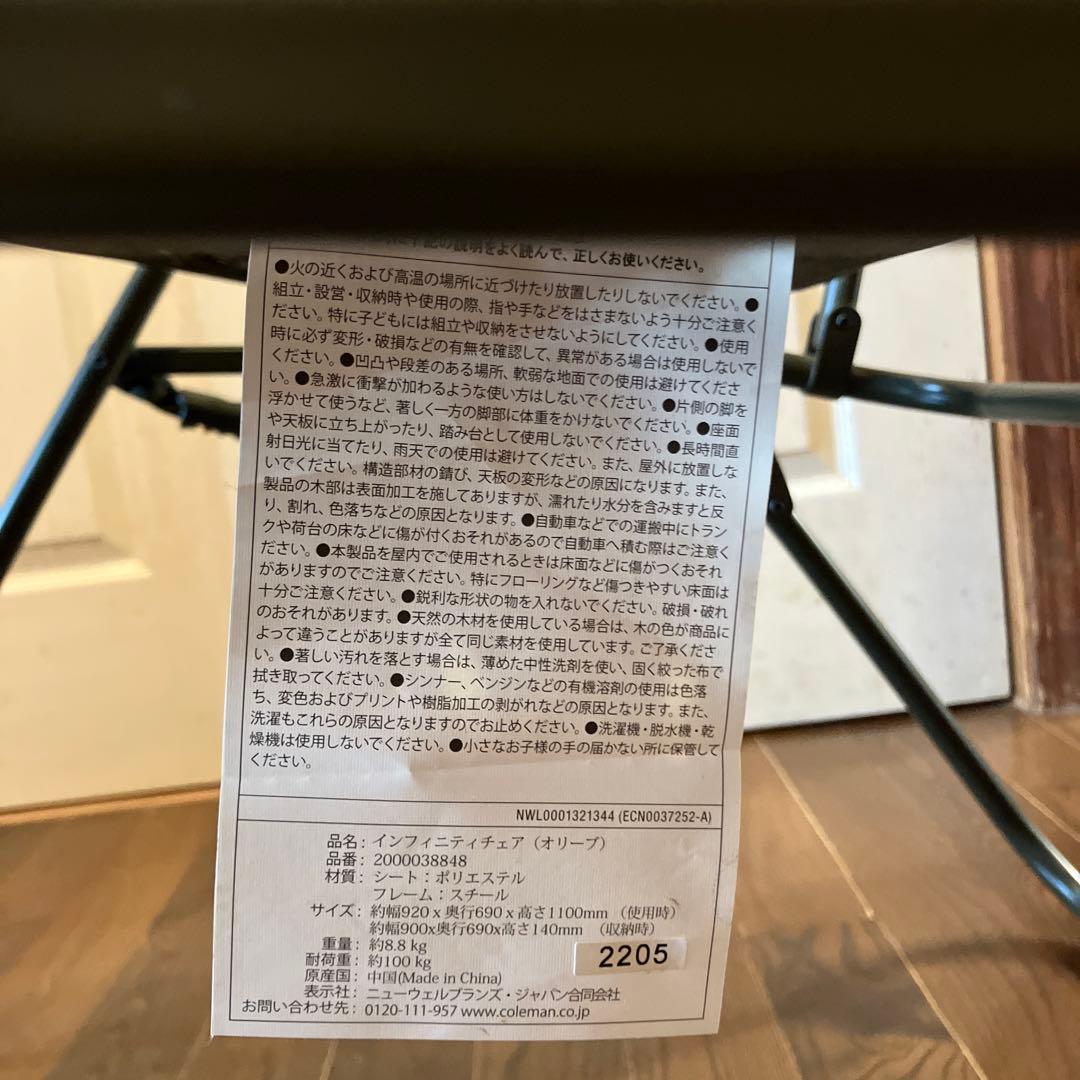 下記の説明をよく読んで、正しくお使いください。
●火の近くおよび高温の場所に近づけたり放置したりしないでください。●
組立・設営・収納時や使用の際、指や手などをはさまないよう十分ご注意く
ださい。特に子どもには組立や収納をさせないようにしてください。●使用
時に必ず変形・破損などの有無を確認して、異常がある場合は使用しないで
ください。●凹凸や段差のある場所、軟弱な地面での使用は避けてくださ
い。●急激に衝撃が加わるような使い方はしないでください。●片側の脚を
浮かせて使うなど、著しく一方の脚部に体重をかけないでください。●座面
や天板に立ち上がったり、踏み台として使用しないでください。●長時間直
射日光に当てたり、雨天での使用は避けてください。また、屋外に放置しな
いでください。構造部材の錆び、天板の変形などの原因になります。また、
製品の木部は表面加工を施してありますが、濡れたり水分を含みますと反
り、割れ、色落ちなどの原因となります。●自動車などでの運搬中にトラン
クや荷台の床などに傷が付くおそれがあるので自動車へ積む際はご注意く
ださい。●本製品を屋内でご使用されるときは床面などに傷がつくおそれ
がありますのでご注意ください。特にフローリングなど傷つきやすい床面は
十分ご注意ください。●鋭利な形状の物を入れないでください。破損・破れ
のおそれがあります。●天然の木材を使用している場合は、木の色が商品に
よって違うことがありますが全て同じ素材を使用しています。ご了承くださ
い。●著しい汚れを落とす場合は、薄めた中性洗剤を使い、固く絞った布で
拭き取ってください。●シンナー、ベンジンなどの有機溶剤の使用は色落
ち、変色およびプリントや樹脂加工の剥がれなどの原因となります。また、
洗濯もこれらの原因となりますのでお止めください。●洗濯機・脱水機・乾
燥機は使用しないでください。●小さなお子様の手の届かない所に保管して
ください。
NWL0001321344 (ECN0037252-A)
品名：インフィニティチェア（オリーブ）
品番：2000038848
材質：シート：ポリエステル
フレーム：スチール
サイズ：約幅920 x 奥行690 x 高さ1100mm （使用時）
約幅900x奥行690x高さ140mm （収納時）
重量：約8.8 kg
耐荷重：約100 kg
2205
原産国：中国(Made in China)
表示社：ニューウェルブランズ・ジャパン合同会社
お問い合わせ先：0120-111-957 www.coleman.co.jp